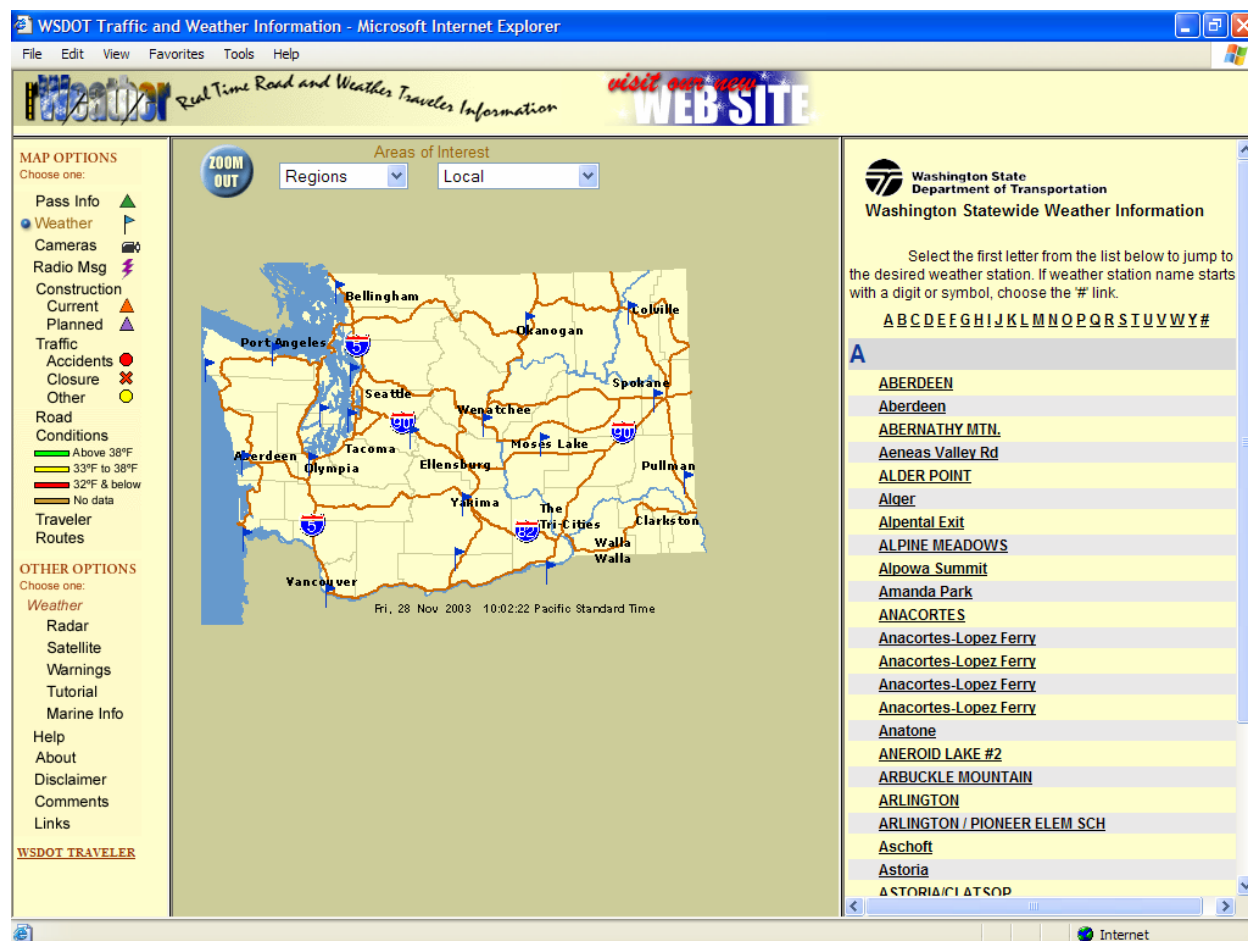 WSDOT Traffic and Weather Information - Microsoft Internet Explorer
File Edit View Favorites Tools Help
rWeather Real Time Road and Weather Traveler Information
visit our new
WEB SITE
MAP OPTIONS
Choose one:
Pass Info
Weather
Cameras
Radio Msg
Construction
Current
Planned
Traffic
Accidents
Closure
Other
Road
Conditions
Above 38°F
33°F to 38°F
32°F & below
No data
Traveler
Routes
OTHER OPTIONS
Choose one:
Weather
Radar
Satellite
Warnings
Tutorial
Marine Info
Help
About
Disclaimer
Comments
Links
WSDOT TRAVELER
ZOOM
OUT
Areas of Interest
Regions Local
Bellingham
Colville
Okanogan
Port Angeles
5
Spokane
Seattle
Wenatchee
90
90
Moses Lake
Tacoma
Aberdeen
Olympia
Ellensburg
Pullman
Yakima
The
Tri-Cities
5
82
Clarkston
Walla
Walla
Vancouver
Fri, 28 Nov 2003 10:02:22 Pacific Standard Time
Washington State
Department of Transportation
Washington Statewide Weather Information
Select the first letter from the list below to jump to
the desired weather station. If weather station name starts
with a digit or symbol, choose the '#' link.
A B C D E F G H I J K L M N O P Q R S T U V W Y #
A
ABERDEEN
Aberdeen
ABERNATHY MTN.
Aeneas Valley Rd
ALDER POINT
Alger
Alpental Exit
ALPINE MEADOWS
Alpowa Summit
Amanda Park
ANACORTES
Anacortes-Lopez Ferry
Anacortes-Lopez Ferry
Anacortes-Lopez Ferry
Anacortes-Lopez Ferry
Anatone
ANEROID LAKE #2
ARBUCKLE MOUNTAIN
ARLINGTON
ARLINGTON / PIONEER ELEM SCH
Aschoft
Astoria
ASTORIA/CLATSOP
Internet